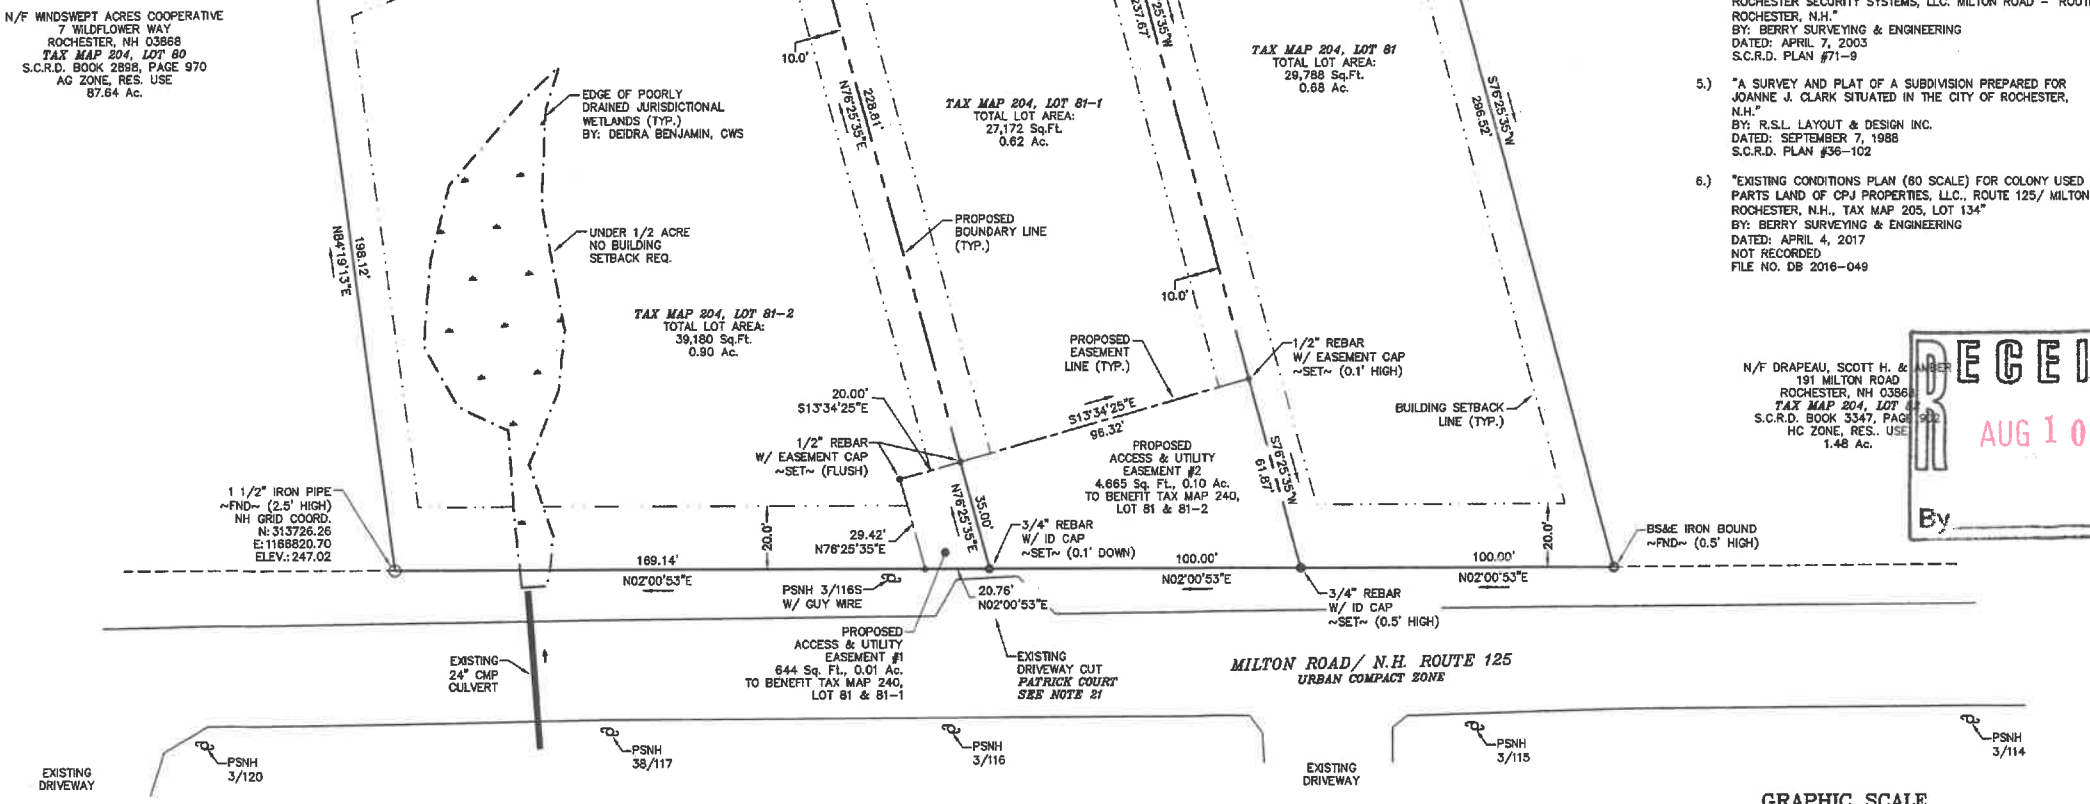 N/F WINDSWEPT ACRES COOPERATIVE
7 WILDFLOWER WAY
ROCHESTER, NH 03868
TAX MAP 204, LOT 80
S.C.R.D. BOOK 2898, PAGE 970
AG ZONE, RES. USE
87.64 Ac.
N84°19'13"E
198.12'
EDGE OF POORLY
DRAINED JURISDICTIONAL
WETLANDS (TYP.)
BY: DEIDRA BENJAMIN, CWS
UNDER 1/2 ACRE
NO BUILDING
SETBACK REQ.
TAX MAP 204, LOT 81-2
TOTAL LOT AREA:
39,180 Sq.Ft.
0.90 Ac.
10.0'
228.81'
N76°25'35"E
TAX MAP 204, LOT 81-1
TOTAL LOT AREA:
27,172 Sq.Ft.
0.62 Ac.
PROPOSED
BOUNDARY LINE
(TYP.)
237.67'
10.0'
TAX MAP 204, LOT 81
TOTAL LOT AREA:
29,788 Sq.Ft.
0.68 Ac.
S76°25'35"W
296.52'
ROCHESTER SECURITY SYSTEMS, LLC. MILTON ROAD -
ROCHESTER, N.H."
BY: BERRY SURVEYING & ENGINEERING
DATED: APRIL 7, 2003
S.C.R.D. PLAN #71-9
5.) "A SURVEY AND PLAT OF A SUBDIVISION PREPARED FOR
JOANNE J. CLARK SITUATED IN THE CITY OF ROCHESTER,
N.H."
BY: R.S.L. LAYOUT & DESIGN INC.
DATED: SEPTEMBER 7, 1988
S.C.R.D. PLAN #36-102
6.) "EXISTING CONDITIONS PLAN (60 SCALE) FOR COLONY USED
PARTS LAND OF CPJ PROPERTIES, LLC., ROUTE 125/ MILTON
ROCHESTER, N.H., TAX MAP 205, LOT 134"
BY: BERRY SURVEYING & ENGINEERING
DATED: APRIL 4, 2017
NOT RECORDED
FILE NO. DB 2016-049
PROPOSED
EASEMENT
LINE (TYP.)
1/2" REBAR
W/ EASEMENT CAP
~SET~ (0.1' HIGH)
BUILDING SETBACK
LINE (TYP.)
N/F DRAPEAU, SCOTT H. & AMBER
191 MILTON ROAD
ROCHESTER, NH 03868
TAX MAP 204, LOT
S.C.R.D. BOOK 3347, PAGE
HC ZONE, RES.. USE
1.48 Ac.
DECEI
AUG 10
By
20.00'
S13°34'25"E
1/2" REBAR
W/ EASEMENT CAP
~SET~ (FLUSH)
S13°34'25"E
96.32'
PROPOSED
ACCESS & UTILITY
EASEMENT #2
4,665 Sq. Ft., 0.10 Ac.
TO BENEFIT TAX MAP 240,
LOT 81 & 81-2
S76°25'35"W
61.87'
1 1/2" IRON PIPE
~FND~ (2.5' HIGH)
NH GRID COORD.
N: 313726.26
E: 1168820.70
ELEV.: 247.02
20.0'
29.42'
N76°25'35"E
35.00'
N76°25'35"E
3/4" REBAR
W/ ID CAP
~SET~ (0.1' DOWN)
20.0'
BS&E IRON BOUND
~FND~ (0.5' HIGH)
169.14'
N02°00'53"E
100.00'
N02°00'53"E
100.00'
N02°00'53"E
PSNH 3/116S
W/ GUY WIRE
20.76'
N02°00'53"E
3/4" REBAR
W/ ID CAP
~SET~ (0.5' HIGH)
EXISTING
24" CMP
CULVERT
PROPOSED
ACCESS & UTILITY
EASEMENT #1
644 Sq. Ft., 0.01 Ac.
TO BENEFIT TAX MAP 240,
LOT 81 & 81-1
EXISTING
DRIVEWAY CUT
PATRICK COURT
SEE NOTE 21
MILTON ROAD/ N.H. ROUTE 125
URBAN COMPACT ZONE
EXISTING
DRIVEWAY
PSNH
3/120
PSNH
38/117
PSNH
3/116
EXISTING
DRIVEWAY
PSNH
3/115
PSNH
3/114
GRAPHIC SCALE